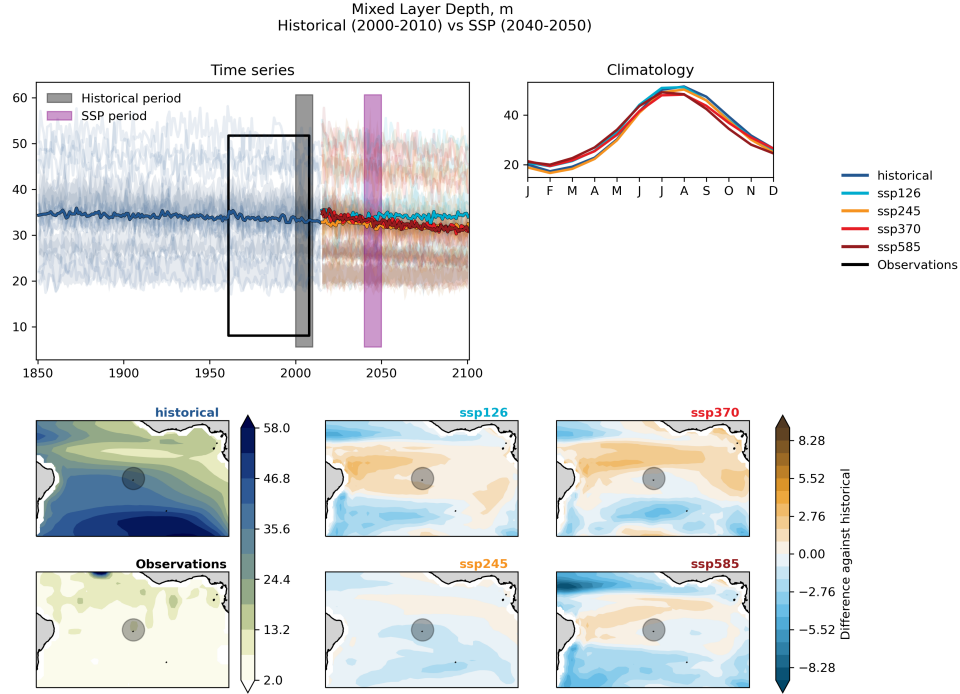 Mixed Layer Depth, m
Historical (2000-2010) vs SSP (2040-2050)
Time series
Climatology
Historical period
SSP period
60
50
40
30
20
10
1850 1900 1950 2000 2050 2100
40
20
J F M A M J J A S O N D
historical
ssp126
ssp245
ssp370
ssp585
Observations
historical
ssp126
ssp370
58.0
46.8
35.6
24.4
13.2
2.0
Observations
ssp245
ssp585
8.28
5.52
2.76
0.00
−2.76
−5.52
−8.28
Difference against historical